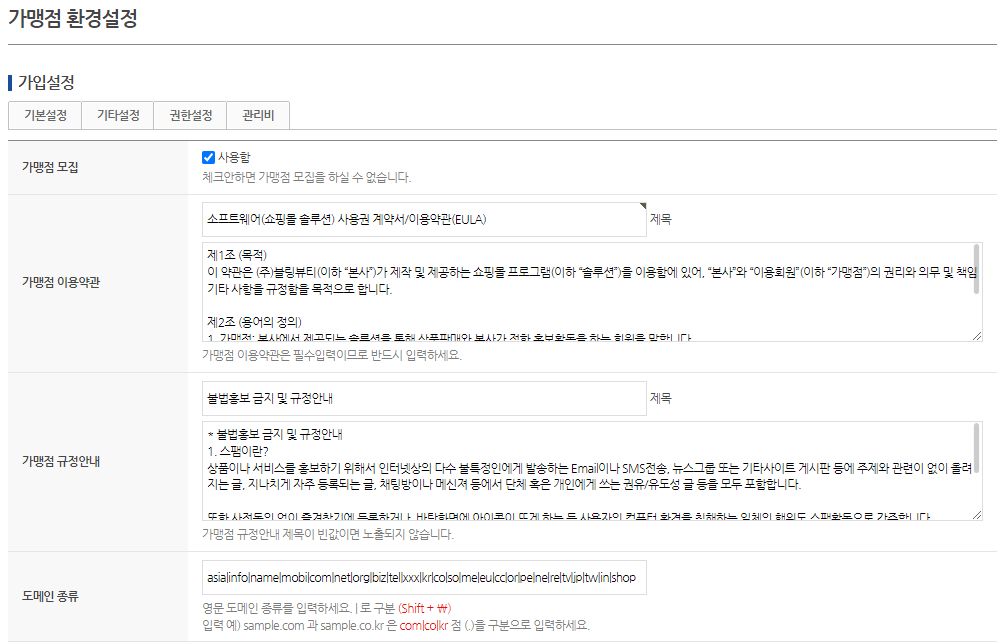 가맹점 환경설정
가입설정
기본설정 기타설정 권한설정 관리비
가맹점 모집
사용함
체크안하면 가맹점 모집을 하실 수 없습니다.
가맹점 이용약관
소프트웨어(쇼핑몰 솔루션) 사용권 계약서/이용약관(EULA) 제목
제1조 (목적)
이 약관은 (주)블링뷰티(이하 “본사”)가 제작 및 제공하는 쇼핑몰 프로그램(이하 “솔루션”)을 이용함에 있어, “본사”와 “이용회원”(이하 “가맹점”)의 권리와 의무 및 책임
기타 사항을 규정함을 목적으로 합니다.
제2조 (용어의 정의)
1. 가맹점: 본사에서 제공되는 솔루션을 통해 상품판매와 본사가 정한 홍보활동을 하는 회원을 말합니다.
가맹점 이용약관은 필수입력이므로 반드시 입력하세요.
가맹점 규정안내
불법홍보 금지 및 규정안내 제목
* 불법홍보 금지 및 규정안내
1. 스팸이란?
상품이나 서비스를 홍보하기 위해서 인터넷상의 다수 불특정인에게 발송하는 Email이나 SMS전송, 뉴스그룹 또는 기타사이트 게시판 등에 주제와 관련이 없이 올려
지는 글, 지나치게 자주 등록되는 글, 채팅방이나 메신져 등에서 단체 혹은 개인에게 쓰는 권유/유도성 글 등을 모두 포함합니다.
또한 사전동의 없이 즐겨찾기에 등록하거나, 바탕화면에 아이콘이 뜨게 하는 등 사용자의 컴퓨터 환경을 침해하는 일체의 행위도 스팸활동으로 간주합니다.
가맹점 규정안내 제목이 빈값이면 노출되지 않습니다.
도메인 종류
asia|info|name|mobi|com|net|org|biz|tel|xxx|kr|co|so|me|eu|cc|or|pe|ne|re|tv|jp|tw|in|shop
영문 도메인 종류를 입력하세요. | 로 구분 (Shift + ₩)
입력 예) sample.com 과 sample.co.kr 은 com|co|kr 점 (.)을 구분으로 입력하세요.